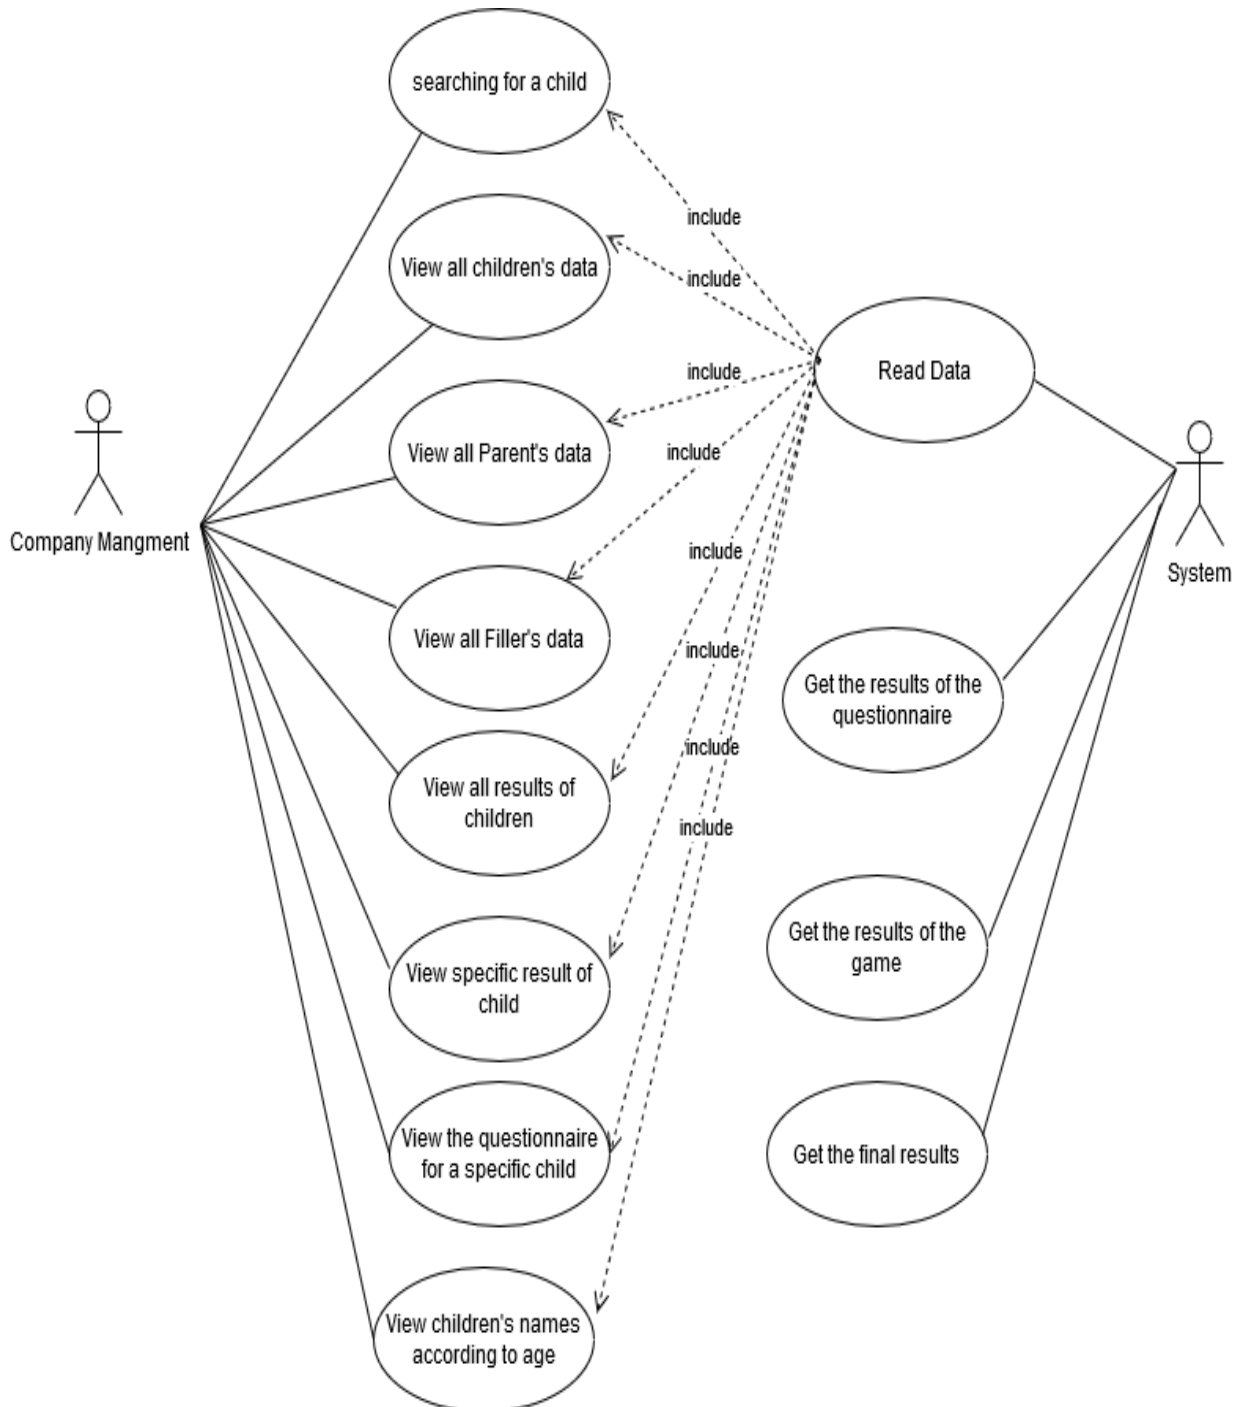 searching for a child
include
View all children's data
include
Read Data
include
View all Parent's data
include
Company Mangment
System
include
View all Filler's data
include
Get the results of the
questionnaire
include
View all results of
children
include
Get the results of the
game
View specific result of
child
View the questionnaire
for a specific child
Get the final results
View children's names
according to age